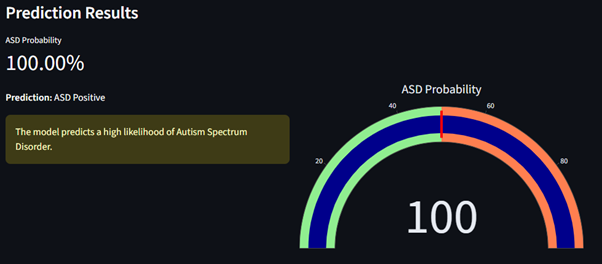 Prediction Results
ASD Probability
100.00%
Prediction: ASD Positive
The model predicts a high likelihood of Autism Spectrum
Disorder.
ASD Probability
40
60
20
80
100